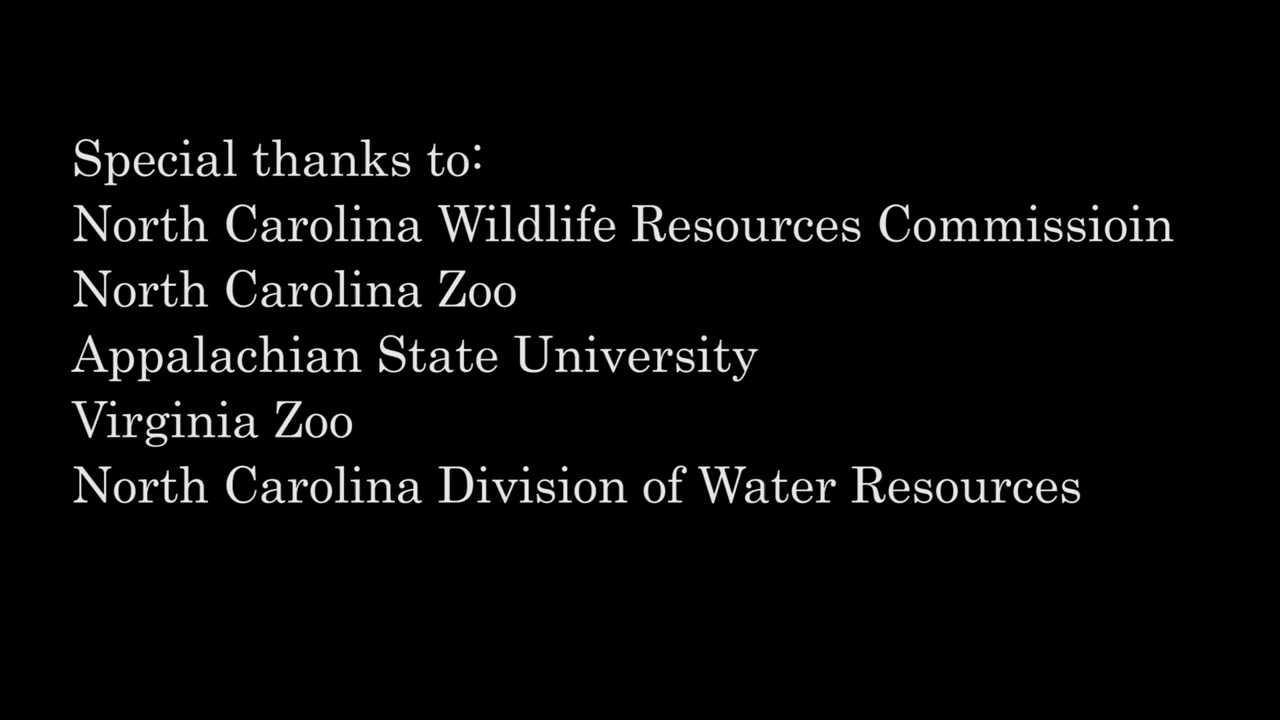 Special thanks to:
North Carolina Wildlife Resources Commissioin
North Carolina Zoo
Appalachian State University
Virginia Zoo
North Carolina Division of Water Resources